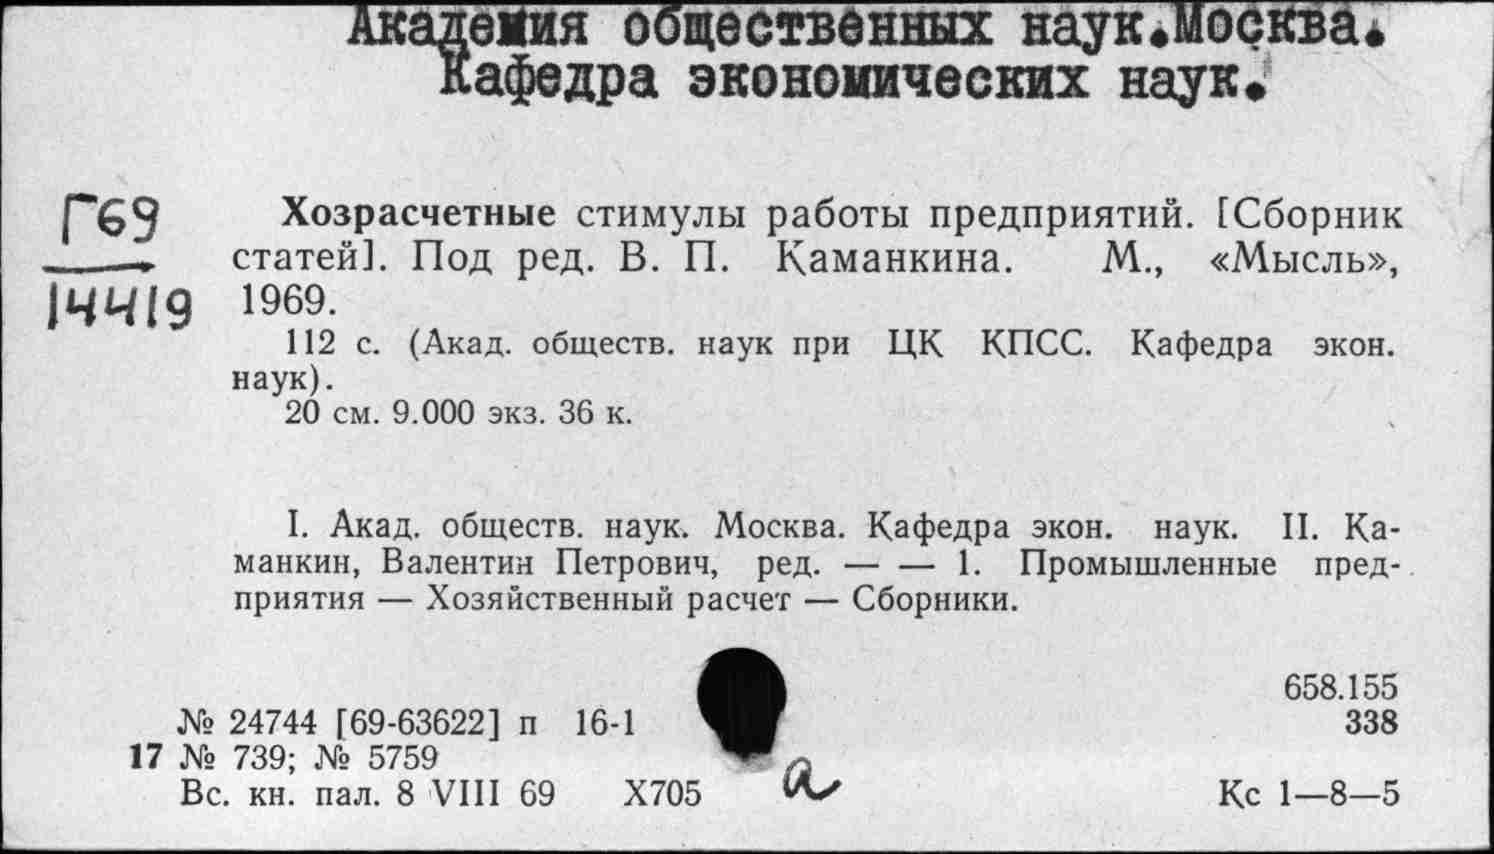 Академия общественных наук.Москва.
Кафедра экономических наук.
Г69
14419
Хозрасчетные стимулы работы предприятий. [Сборник
статей]. Под ред. В. П. Каманкина. М., «Мысль»,
1969.
112 с. (Акад. обществ. наук при ЦК КПСС. Кафедра экон.
наук).
20 см. 9.000 экз. 36 к.
I. Акад. обществ. наук. Москва. Кафедра экон. наук. II. Ка-
манкин, Валентин Петрович, ред. — — 1. Промышленные пред-
приятия — Хозяйственный расчет — Сборники.
658.155
№ 24744 [69-63622] п 16-1 338
17 № 739; № 5759
Вс. кн. пал. 8 VIII 69 Х705 а Кс 1—8—5